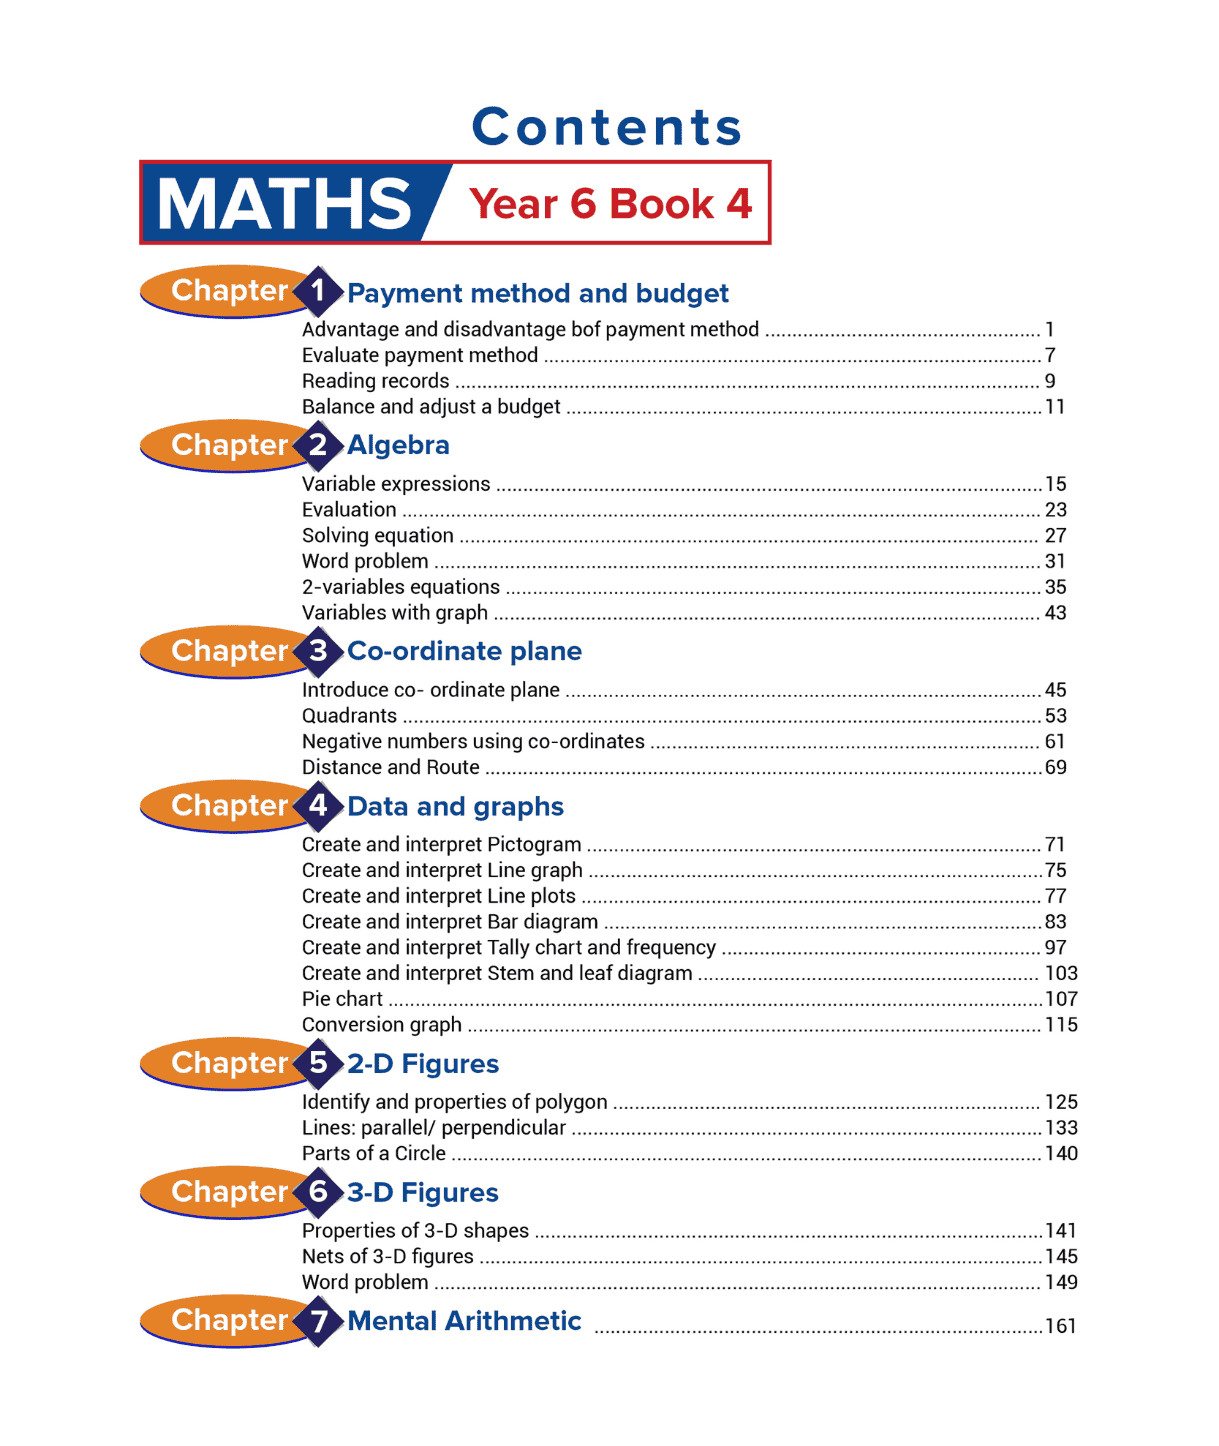 Contents
MATHS Year 6 Book 4
Chapter 1 Payment method and budget
Advantage and disadvantage bof payment method ........ 1
Evaluate payment method ........ 7
Reading records ........ 9
Balance and adjust a budget ........ 11
Chapter 2 Algebra
Variable expressions ........ 15
Evaluation ........ 23
Solving equation ........ 27
Word problem ........ 31
2-variables equations ........ 35
Variables with graph ........ 43
Chapter 3 Co-ordinate plane
Introduce co- ordinate plane ........ 45
Quadrants ........ 53
Negative numbers using co-ordinates ........ 61
Distance and Route ........ 69
Chapter 4 Data and graphs
Create and interpret Pictogram ........ 71
Create and interpret Line graph ........ 75
Create and interpret Line plots ........ 77
Create and interpret Bar diagram ........ 83
Create and interpret Tally chart and frequency ........ 97
Create and interpret Stem and leaf diagram ........ 103
Pie chart ........ 107
Conversion graph ........ 115
Chapter 5 2-D Figures
Identify and properties of polygon ........ 125
Lines: parallel/ perpendicular ........ 133
Parts of a Circle ........ 140
Chapter 6 3-D Figures
Properties of 3-D shapes ........ 141
Nets of 3-D figures ........ 145
Word problem ........ 149
Chapter 7 Mental Arithmetic ........ 161